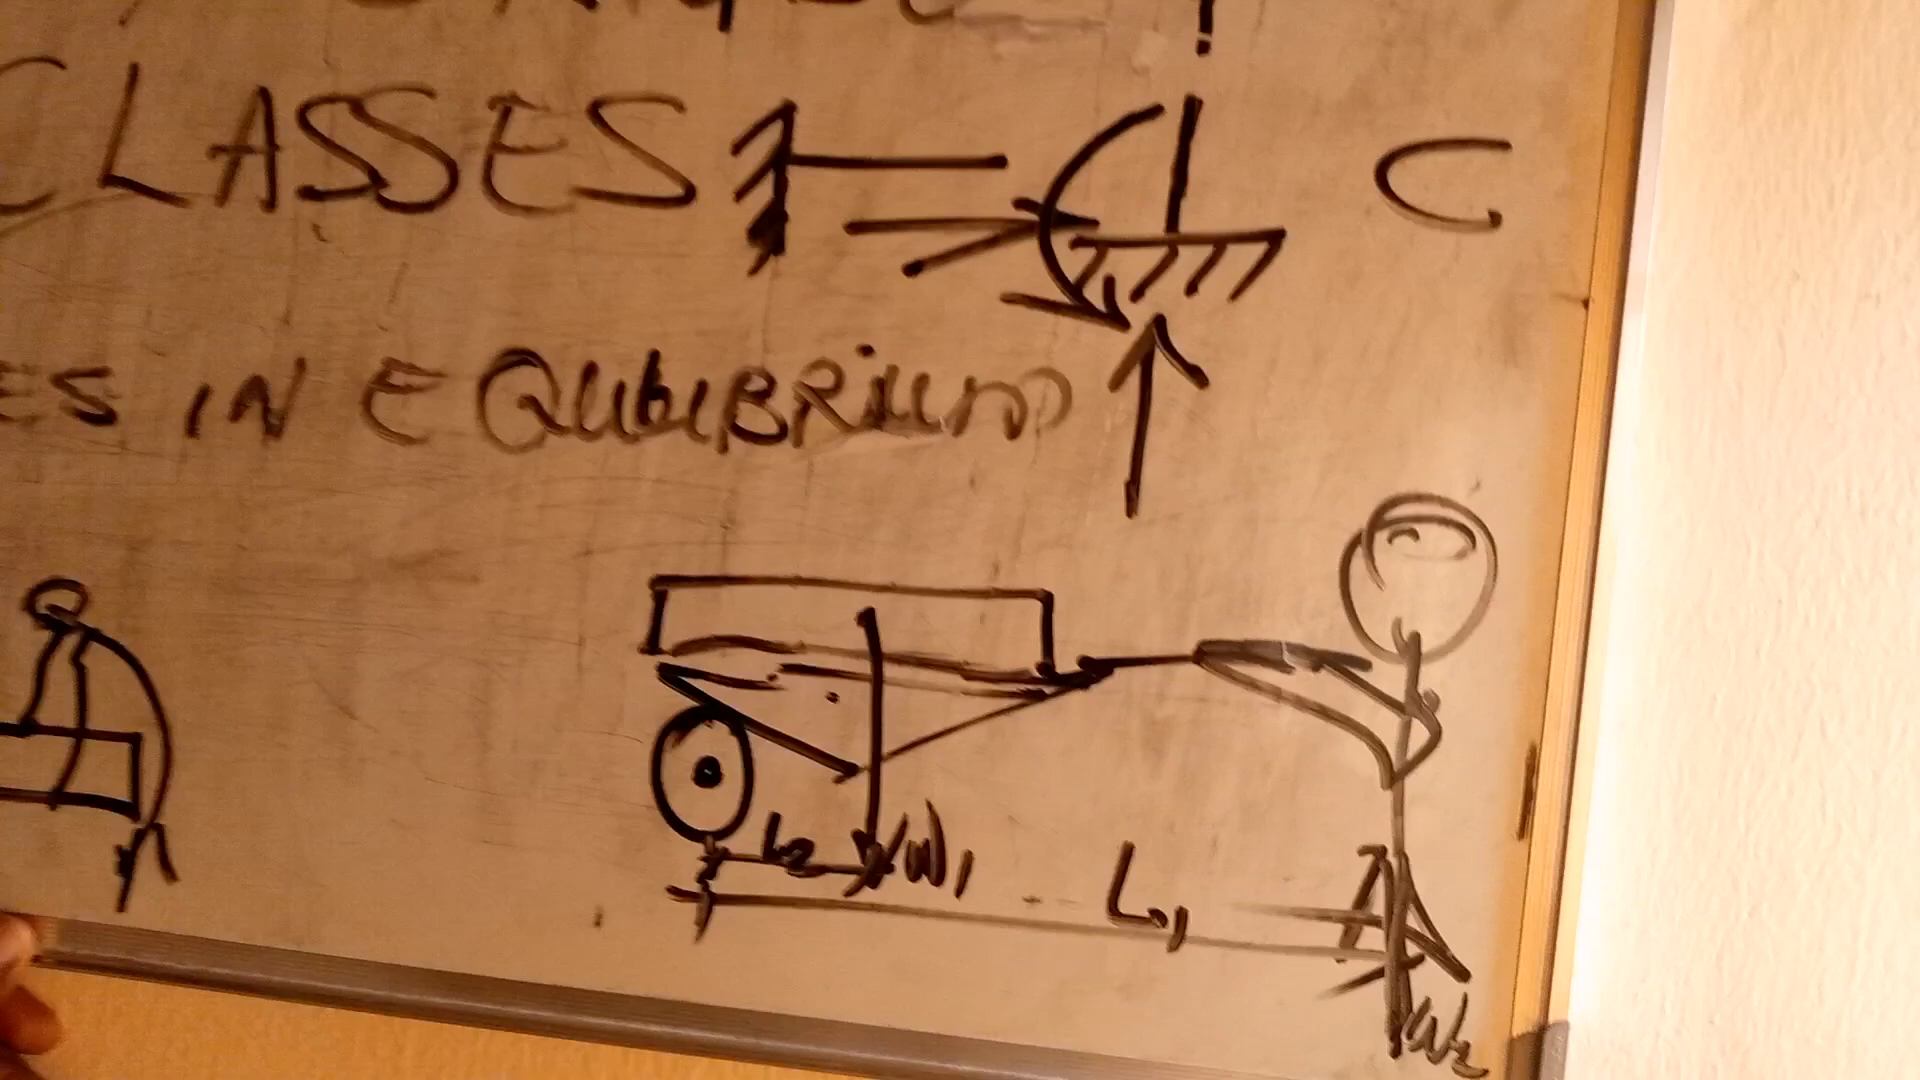 CLASSES C
ES IN EQUILIBRIUM
L2 W1
L1
W2